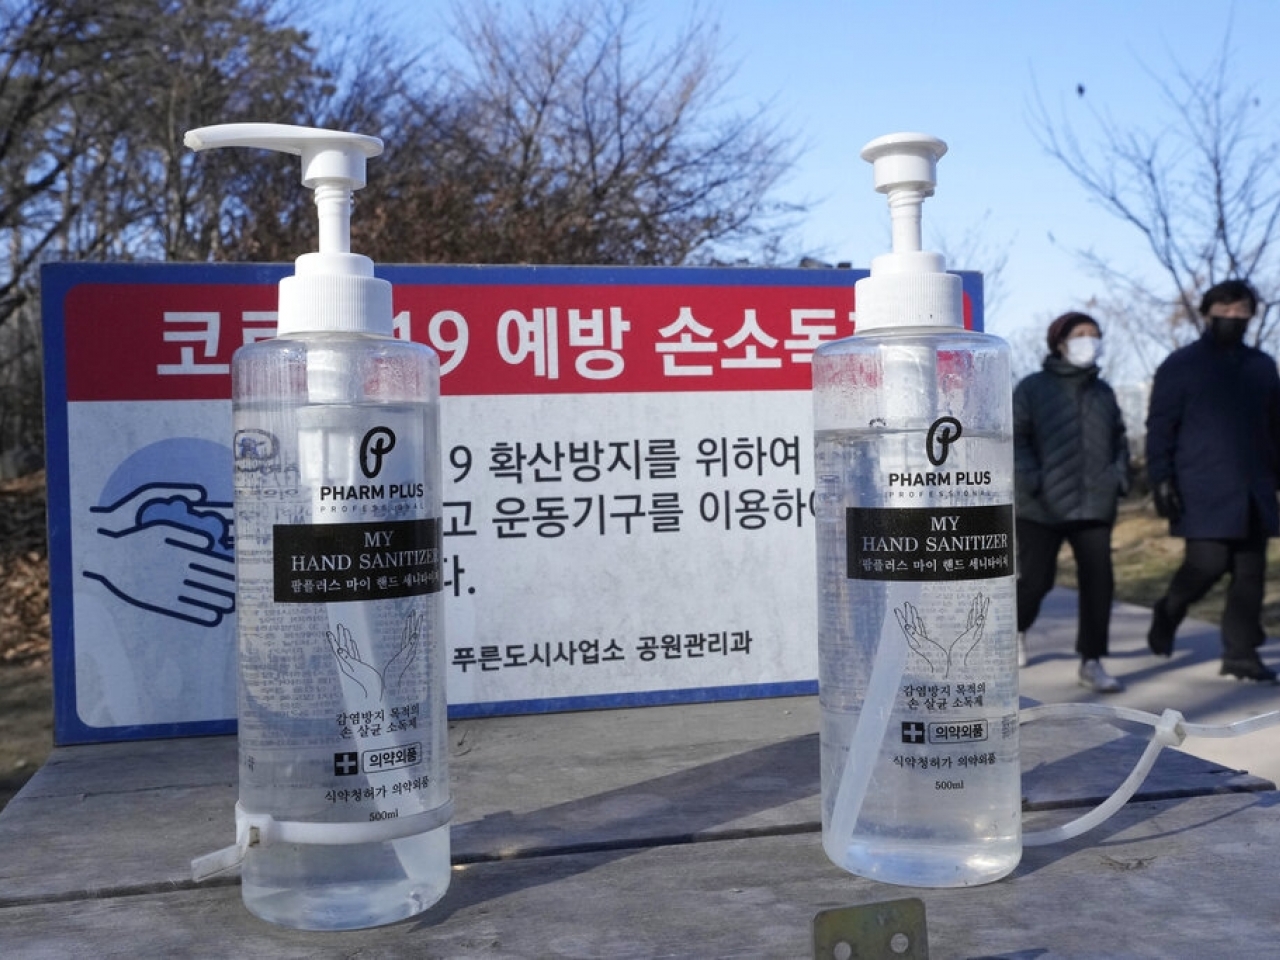 코 19 예방 손소독
9 확산방지를 위하여
고 운동기구를 이용하
다.
푸른도시사업소 공원관리과
PHARM PLUS
PROFESSIONAL
MY
HAND SANITIZER
팜플러스 마이 핸드 세니타이저
감염방지 목적의
손 살균 소독제
의약외품
식약청허가 의약외품
500ml
PHARM PLUS
PROFESSIONAL
MY
HAND SANITIZER
팜플러스 마이 핸드 세니타이저
감염방지 목적의
손 살균 소독제
의약외품
식약청허가 의약외품
500ml